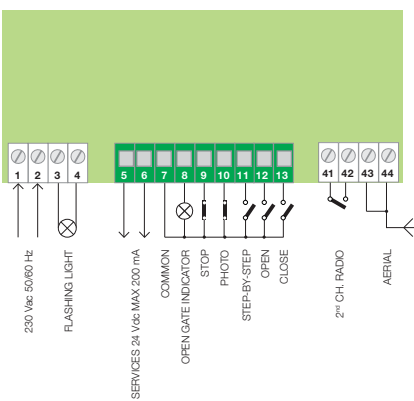 1 2 3 4
5 6 7 8 9 10 11 12 13
41 42 43 44
230 Vac 50/60 Hz
FLASHING LIGHT
SERVICES 24 Vdc MAX 200 mA
COMMON
OPEN GATE INDICATOR
STOP
PHOTO
STEP-BY-STEP
OPEN
CLOSE
2nd CH. RADIO
AERIAL